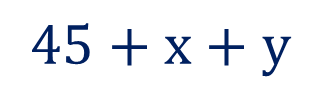 45 + x + y